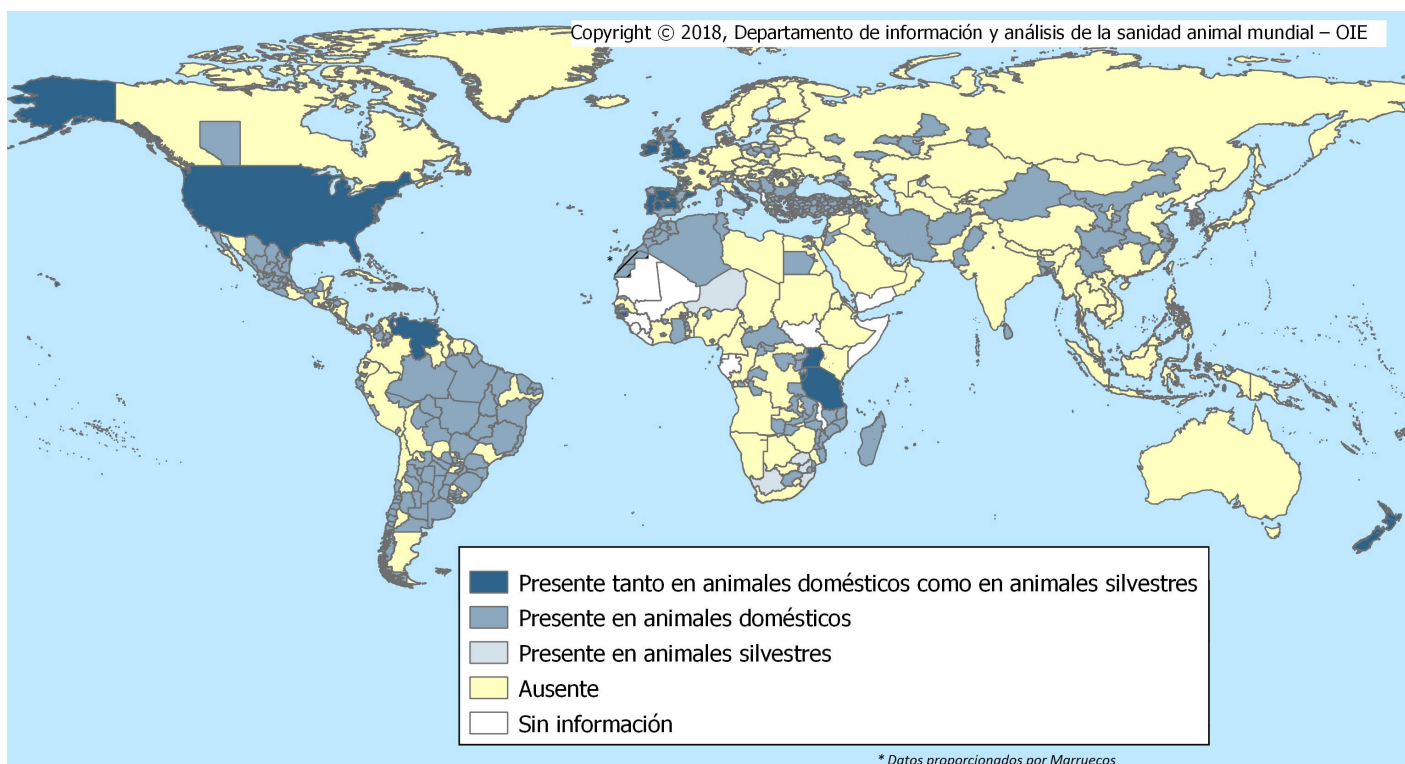 Copyright © 2018, Departamento de información y análisis de la sanidad animal mundial – OIE
*
Presente tanto en animales domésticos como en animales silvestres
Presente en animales domésticos
Presente en animales silvestres
Ausente
Sin información
* Datos proporcionados por Marruecos